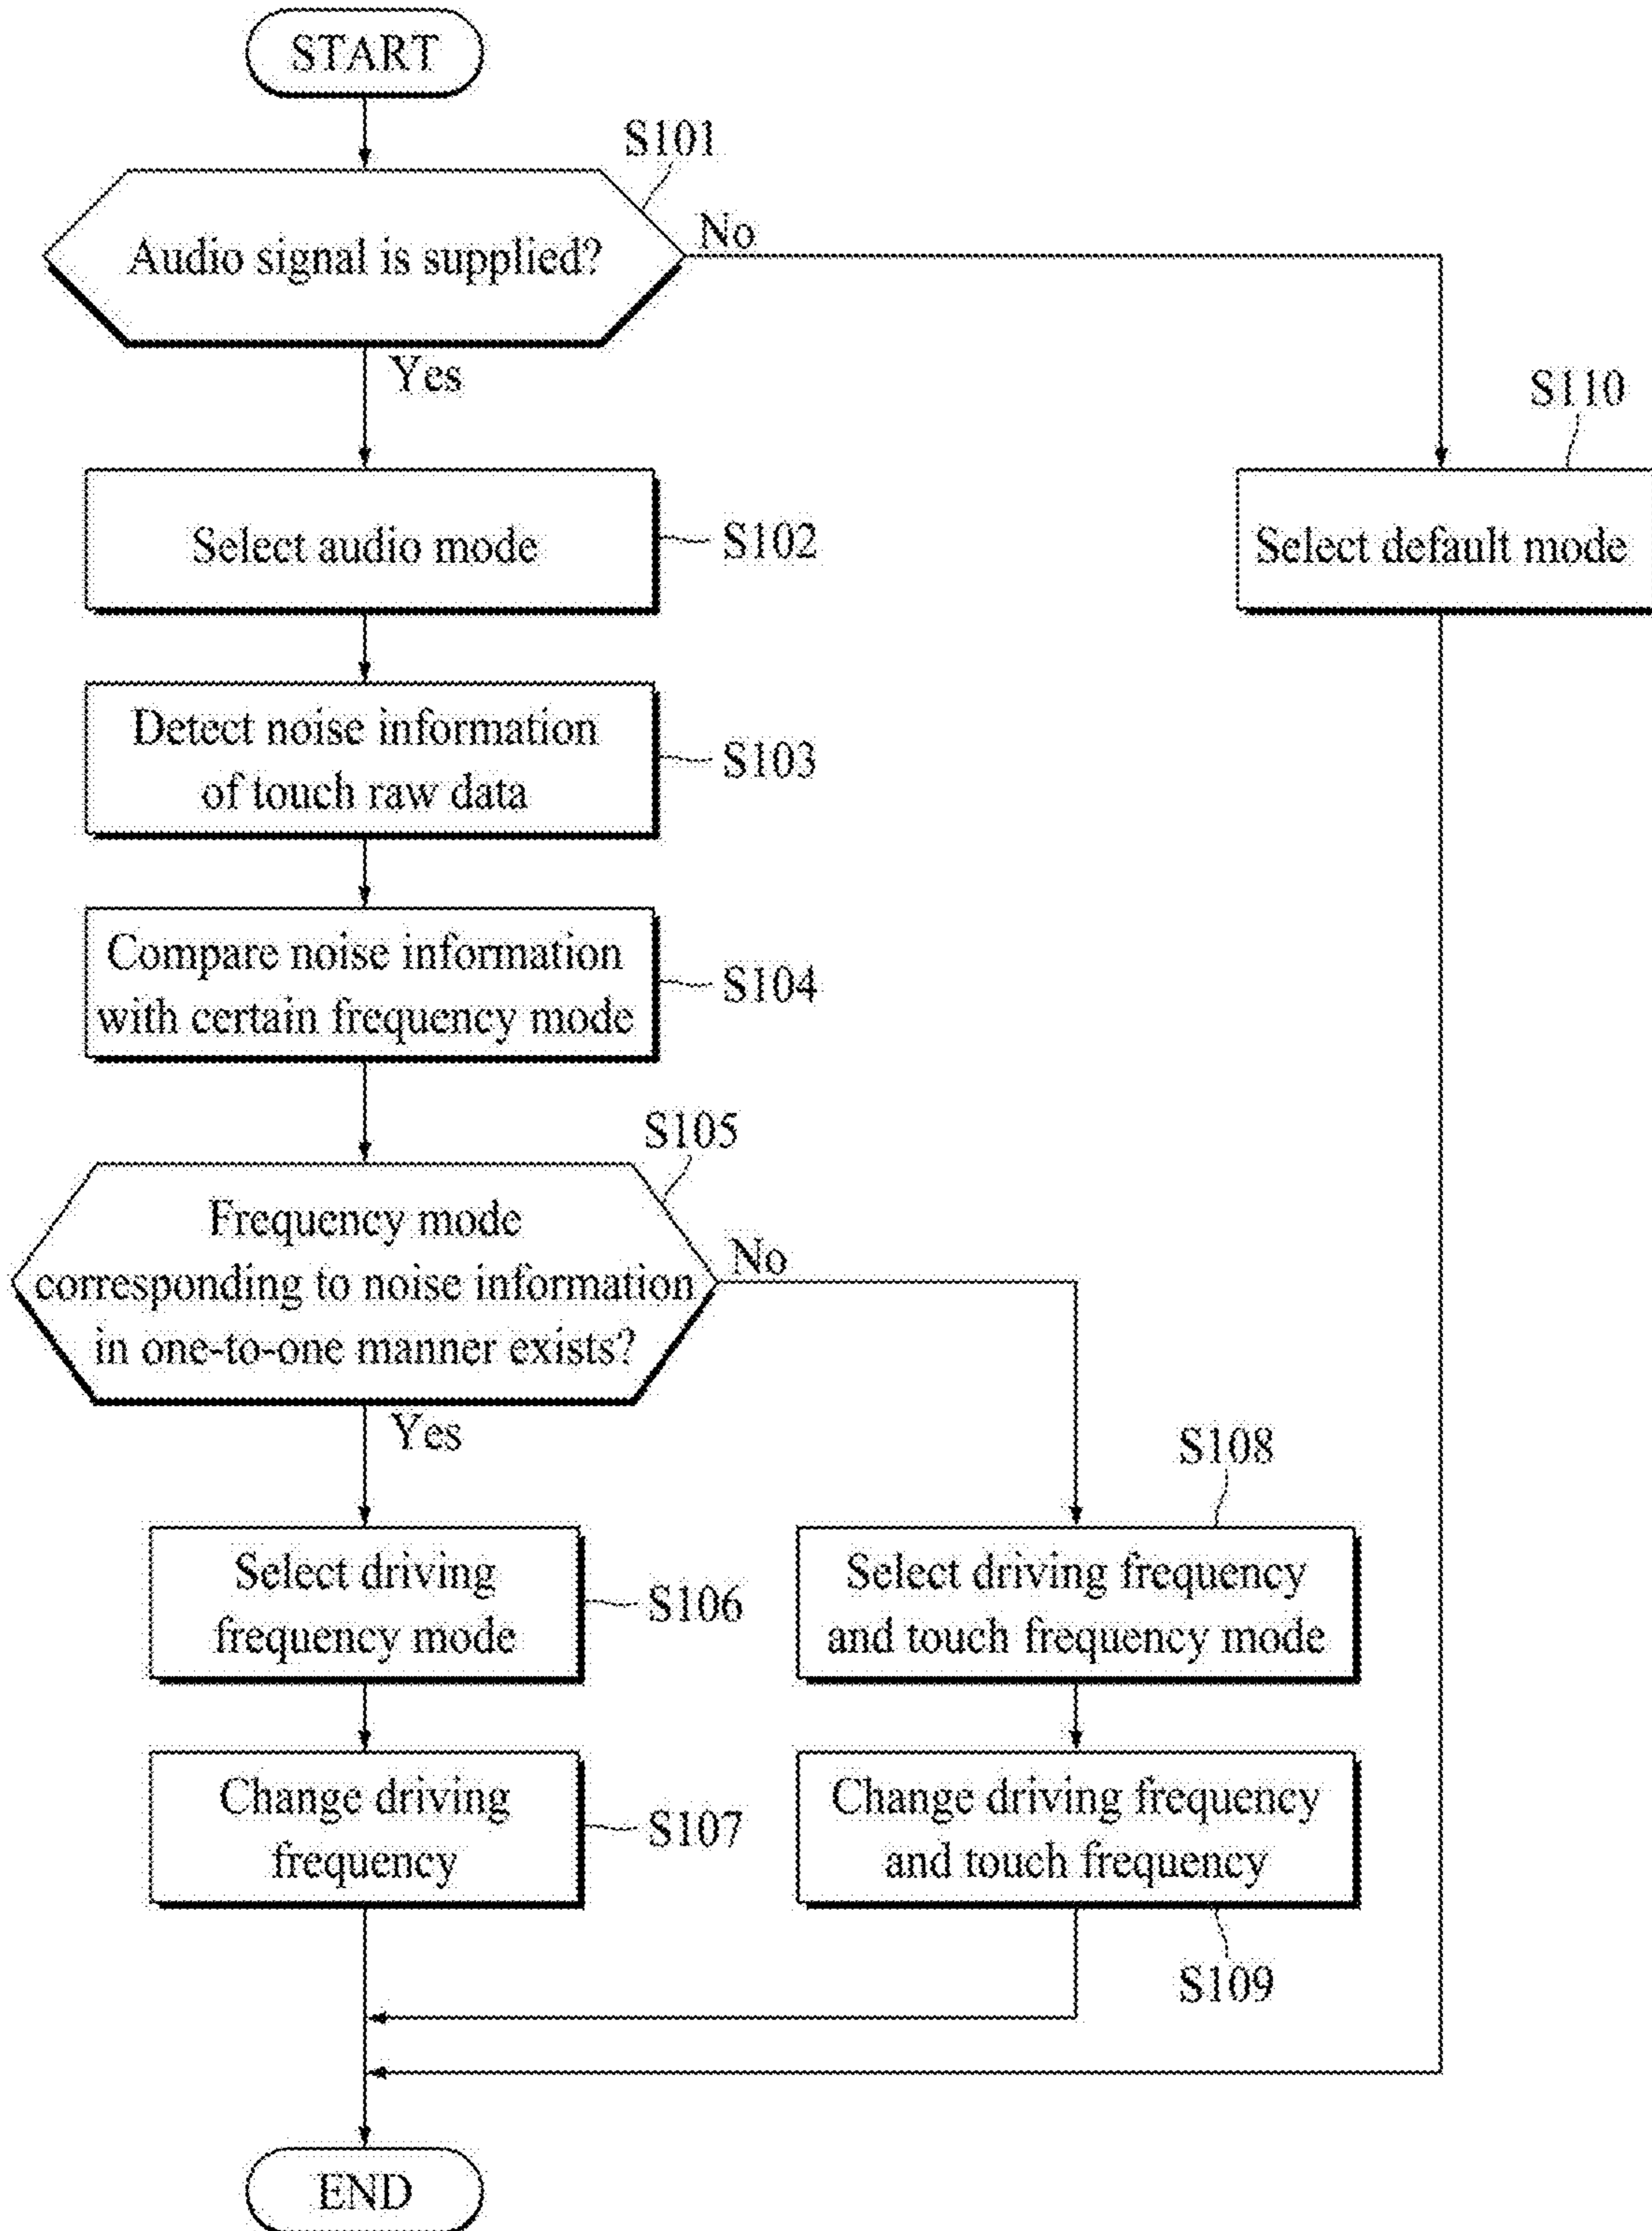 START
S101
Audio signal is supplied?
No
Yes
S110
Select audio mode
S102
Select default mode
Detect noise information
of touch raw data
S103
Compare noise information
with certain frequency mode
S104
S105
Frequency mode
corresponding to noise information
in one-to-one manner exists?
No
Yes
S108
Select driving
frequency mode
S106
Select driving frequency
and touch frequency mode
Change driving
frequency
S107
Change driving frequency
and touch frequency
S109
END